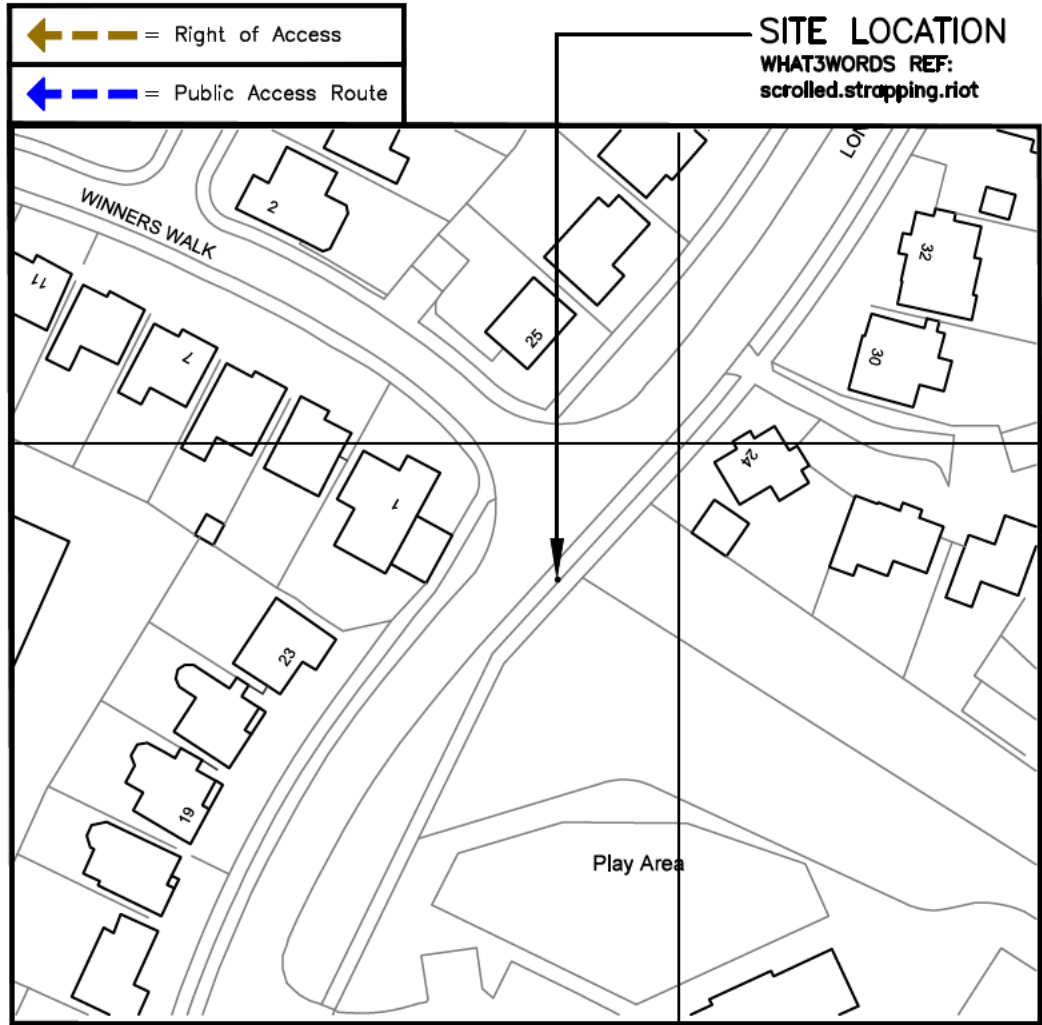 = Right of Access
= Public Access Route
SITE LOCATION
WHAT3WORDS REF:
scrolled.strapping.riot
WINNERS WALK
LON
2
11
7
25
32
30
24
1
23
19
Play Area